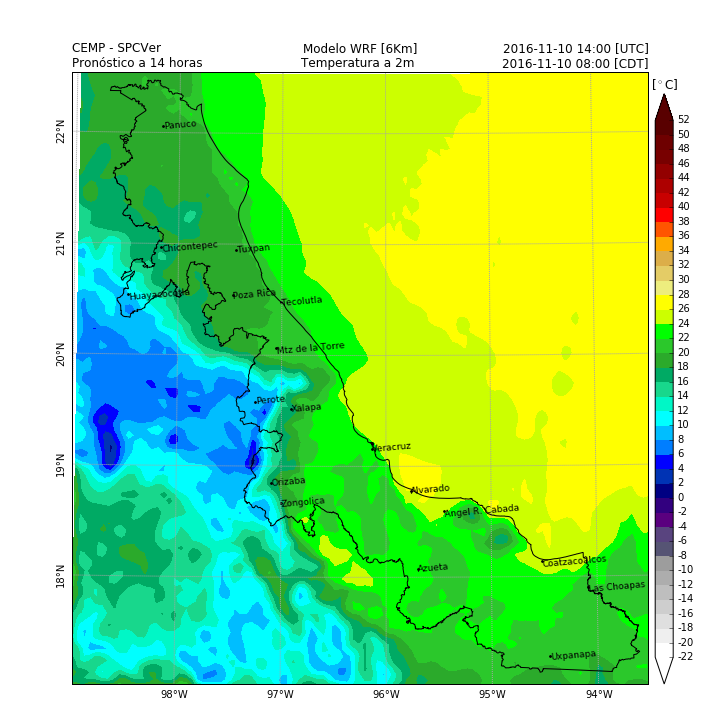 CEMP - SPCVer
Modelo WRF [6Km]
2016-11-10 14:00 [UTC]
Pronóstico a 14 horas
Temperatura a 2m
2016-11-10 08:00 [CDT]
[°C]
52
50
48
46
44
42
40
38
36
34
32
30
28
26
24
22
20
18
16
14
12
10
8
6
4
2
0
-2
-4
-6
-8
-10
-12
-14
-16
-18
-20
-22
22°N
21°N
20°N
19°N
18°N
Panuco
Chicontepec
Tuxpan
Huayacocotla
Poza Rica
Tecolutla
Mtz de la Torre
Perote
Xalapa
Veracruz
Orizaba
Alvarado
Zongolica
Angel R. Cabada
Azueta
Coatzacoalcos
Las Choapas
Uxpanapa
98°W
97°W
96°W
95°W
94°W